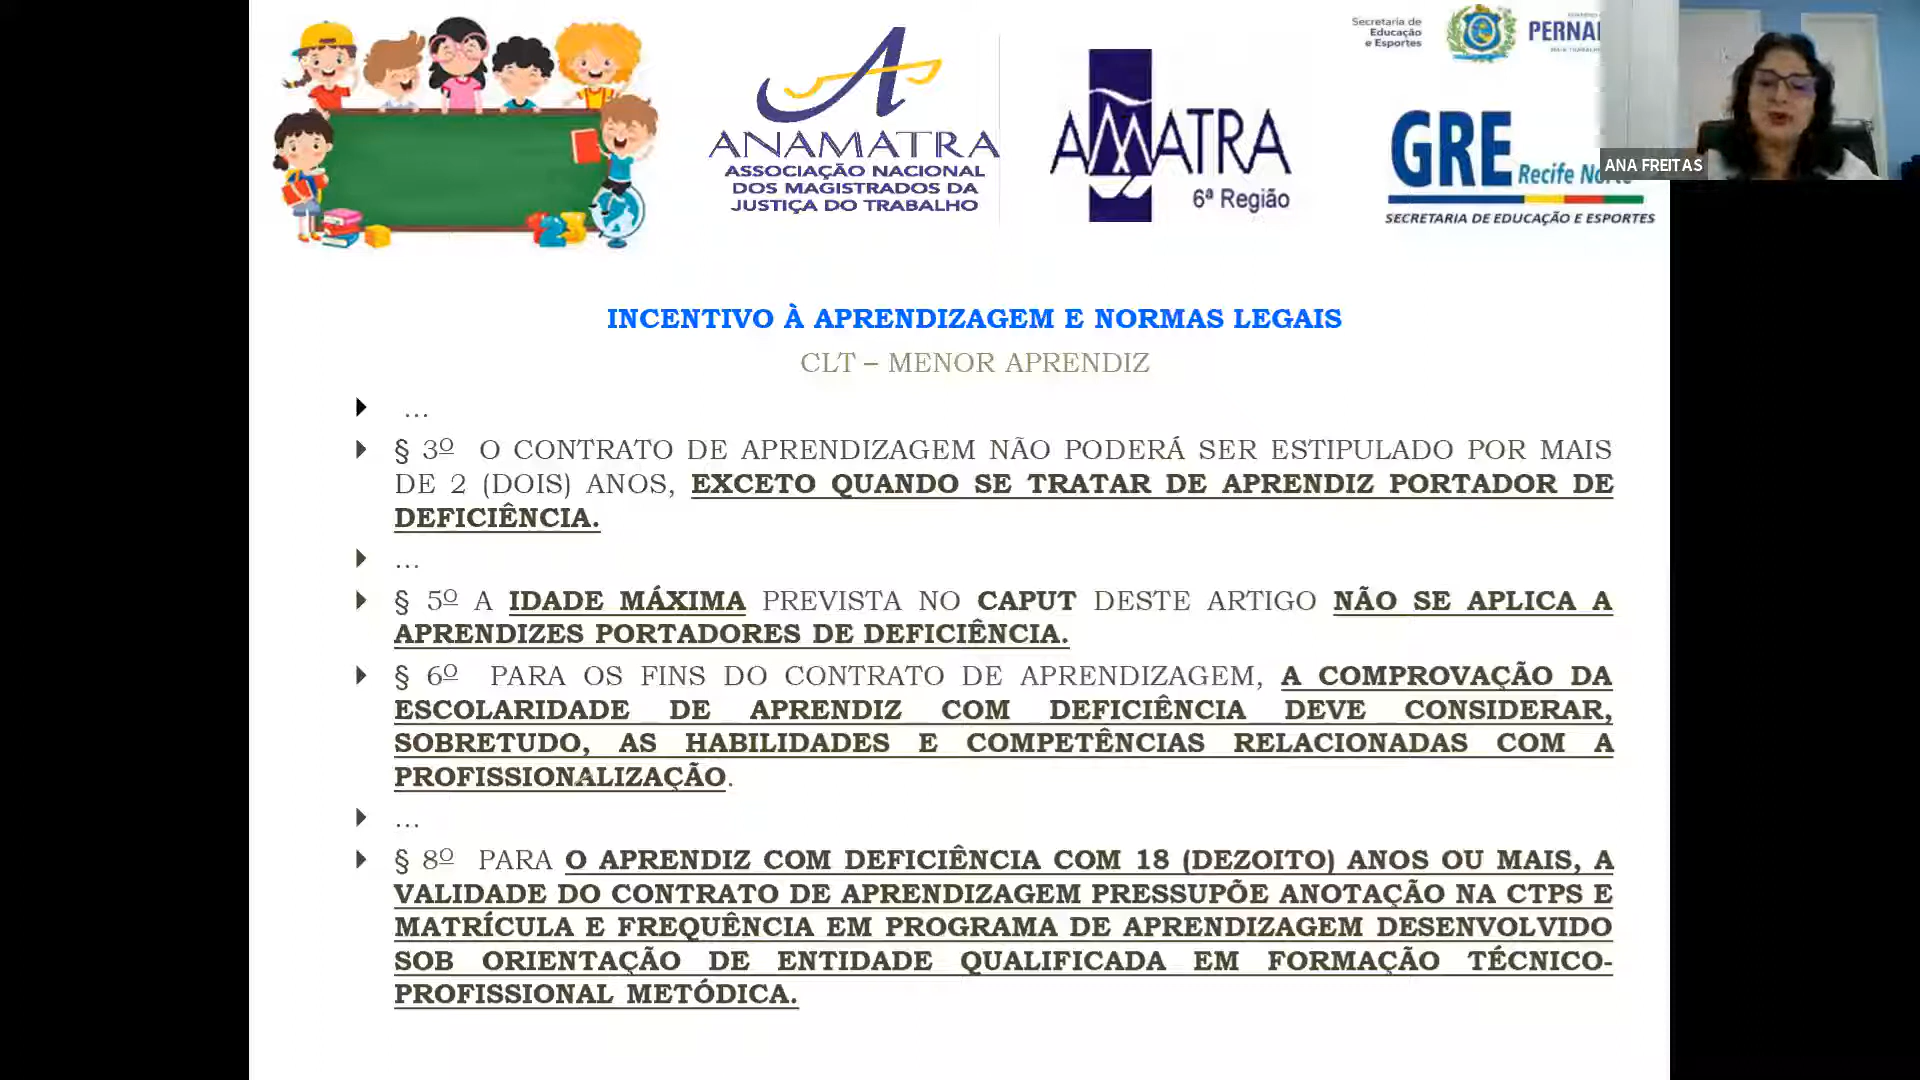 Secretaria de
Educação
e Esportes
ANAMATRA
ASSOCIAÇÃO NACIONAL
DOS MAGISTRADOS DA
JUSTIÇA DO TRABALHO
AMATRA
6ª Região
GRE Recife Norte
SECRETARIA DE EDUCAÇÃO E ESPORTES
ANA FREITAS
123
INCENTIVO À APRENDIZAGEM E NORMAS LEGAIS
CLT – MENOR APRENDIZ
...
§ 3º O CONTRATO DE APRENDIZAGEM NÃO PODERÁ SER ESTIPULADO POR MAIS
DE 2 (DOIS) ANOS, EXCETO QUANDO SE TRATAR DE APRENDIZ PORTADOR DE
DEFICIÊNCIA.
...
§ 5º A IDADE MÁXIMA PREVISTA NO CAPUT DESTE ARTIGO NÃO SE APLICA A
APRENDIZES PORTADORES DE DEFICIÊNCIA.
§ 6º PARA OS FINS DO CONTRATO DE APRENDIZAGEM, A COMPROVAÇÃO DA
ESCOLARIDADE DE APRENDIZ COM DEFICIÊNCIA DEVE CONSIDERAR,
SOBRETUDO, AS HABILIDADES E COMPETÊNCIAS RELACIONADAS COM A
PROFISSIONALIZAÇÃO.
...
§ 8º PARA O APRENDIZ COM DEFICIÊNCIA COM 18 (DEZOITO) ANOS OU MAIS, A
VALIDADE DO CONTRATO DE APRENDIZAGEM PRESSUPÕE ANOTAÇÃO NA CTPS E
MATRÍCULA E FREQUÊNCIA EM PROGRAMA DE APRENDIZAGEM DESENVOLVIDO
SOB ORIENTAÇÃO DE ENTIDADE QUALIFICADA EM FORMAÇÃO TÉCNICO-
PROFISSIONAL METÓDICA.